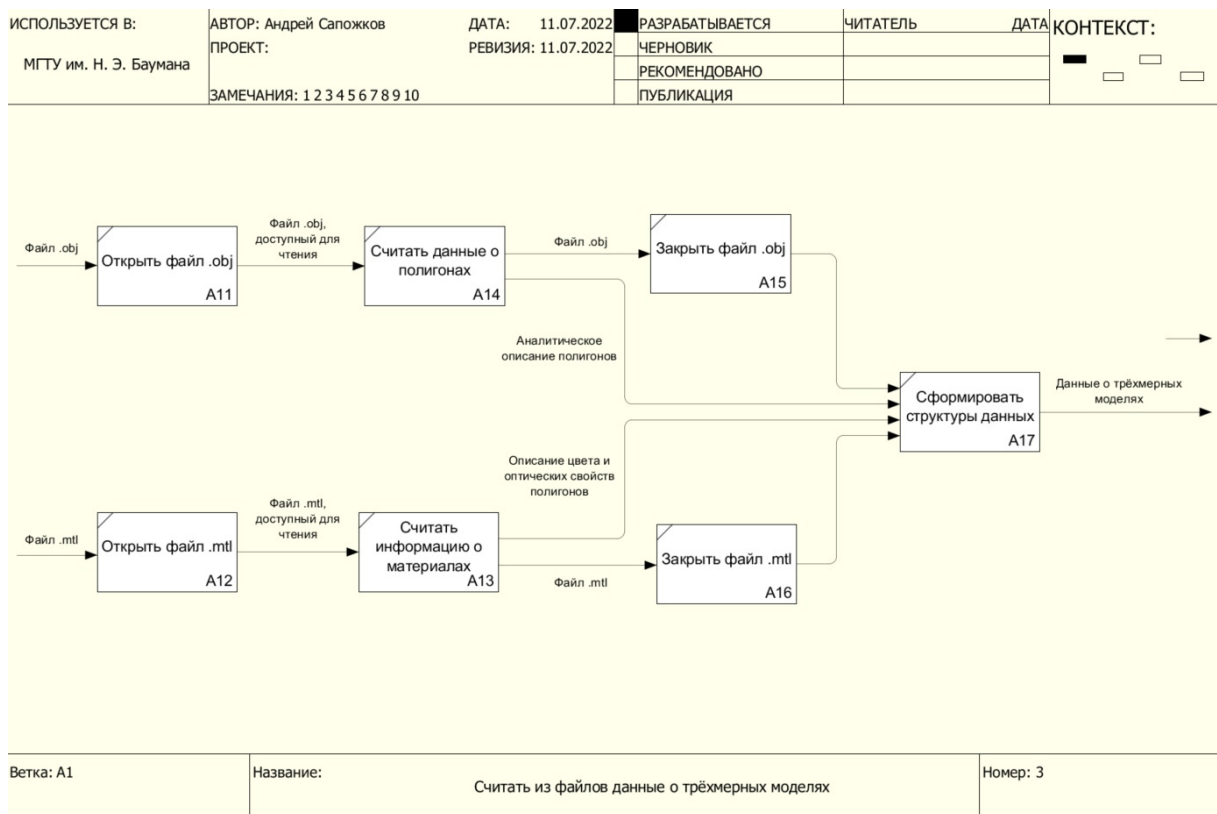 ИСПОЛЬЗУЕТСЯ В:
МГТУ им. Н. Э. Баумана
АВТОР: Андрей Сапожков
ДАТА: 11.07.2022
ПРОЕКТ:
РЕВИЗИЯ: 11.07.2022
ЗАМЕЧАНИЯ: 1 2 3 4 5 6 7 8 9 10
РАЗРАБАТЫВАЕТСЯ
ЧЕРНОВИК
РЕКОМЕНДОВАНО
ПУБЛИКАЦИЯ
ЧИТАТЕЛЬ
ДАТА
КОНТЕКСТ:
Файл .obj
Открыть файл .obj
A11
Файл .obj,
доступный для
чтения
Считать данные о
полигонах
A14
Файл .obj
Закрыть файл .obj
A15
Аналитическое
описание полигонов
Сформировать
структуры данных
A17
Данные о трёхмерных
моделях
Описание цвета и
оптических свойств
полигонов
Файл .mtl
Открыть файл .mtl
A12
Файл .mtl,
доступный для
чтения
Считать
информацию о
материалах
A13
Файл .mtl
Закрыть файл .mtl
A16
Ветка: A1
Название:
Считать из файлов данные о трёхмерных моделях
Номер: 3